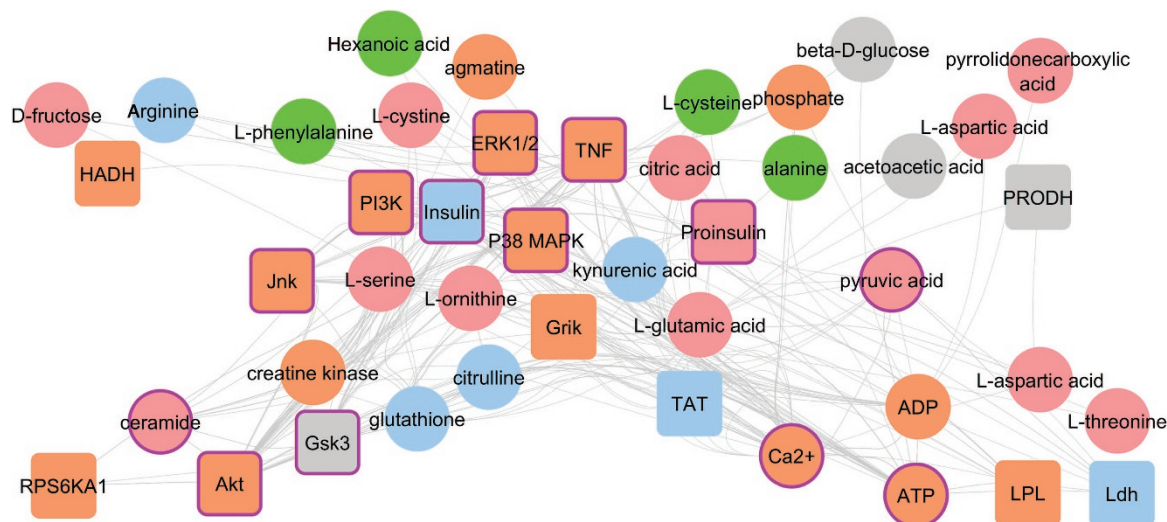 Hexanoic acid
agmatine
beta-D-glucose
pyrrolidonecarboxylic
acid
D-fructose
Arginine
L-phenylalanine
L-cystine
L-cysteine
phosphate
L-aspartic acid
HADH
ERK1/2
TNF
citric acid
alanine
acetoacetic acid
PRODH
PI3K
Insulin
P38 MAPK
Proinsulin
kynurenic acid
pyruvic acid
Jnk
L-serine
L-ornithine
Grik
L-glutamic acid
creatine kinase
citrulline
TAT
ADP
L-aspartic acid
L-threonine
ceramide
Gsk3
glutathione
Ca2+
RPS6KA1
Akt
ATP
LPL
Ldh